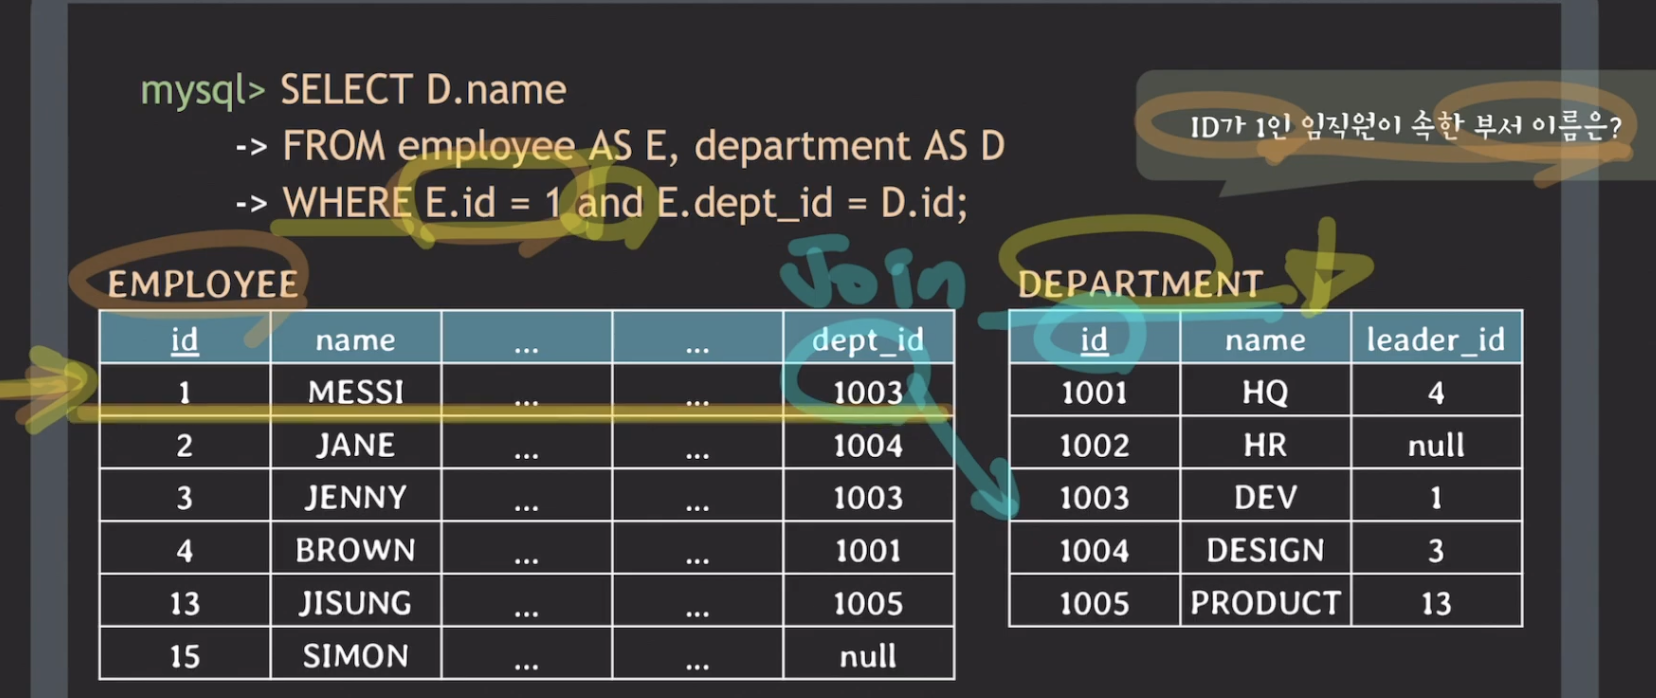 mysql> SELECT D.name
-> FROM employee AS E, department AS D
-> WHERE E.id = 1 and E.dept_id = D.id;
ID가 1인 임직원이 속한 부서 이름은?
Join
EMPLOYEE
id name ... ... dept_id
1 MESSI ... ... 1003
2 JANE ... ... 1004
3 JENNY ... ... 1003
4 BROWN ... ... 1001
13 JISUNG ... ... 1005
15 SIMON ... ... null
DEPARTMENT
id name leader_id
1001 HQ 4
1002 HR null
1003 DEV 1
1004 DESIGN 3
1005 PRODUCT 13